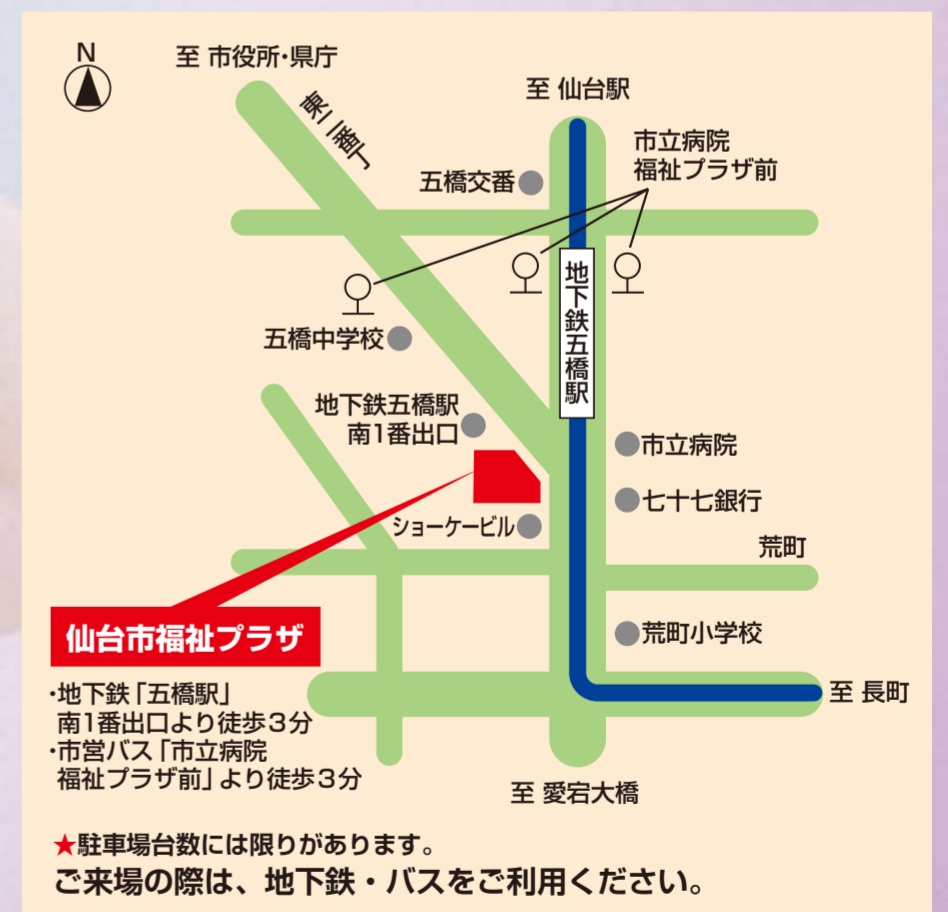 N
至 市役所･県庁
東二番丁
至 仙台駅
市立病院
福祉プラザ前
五橋交番
地下鉄五橋駅
五橋中学校
地下鉄五橋駅
南1番出口
市立病院
七十七銀行
ショーケービル
荒町
仙台市福祉プラザ
荒町小学校
･地下鉄｢五橋駅｣
南1番出口より徒歩3分
･市営バス｢市立病院
福祉プラザ前｣より徒歩3分
至 長町
至 愛宕大橋
★駐車場台数には限りがあります。
ご来場の際は、地下鉄・バスをご利用ください。